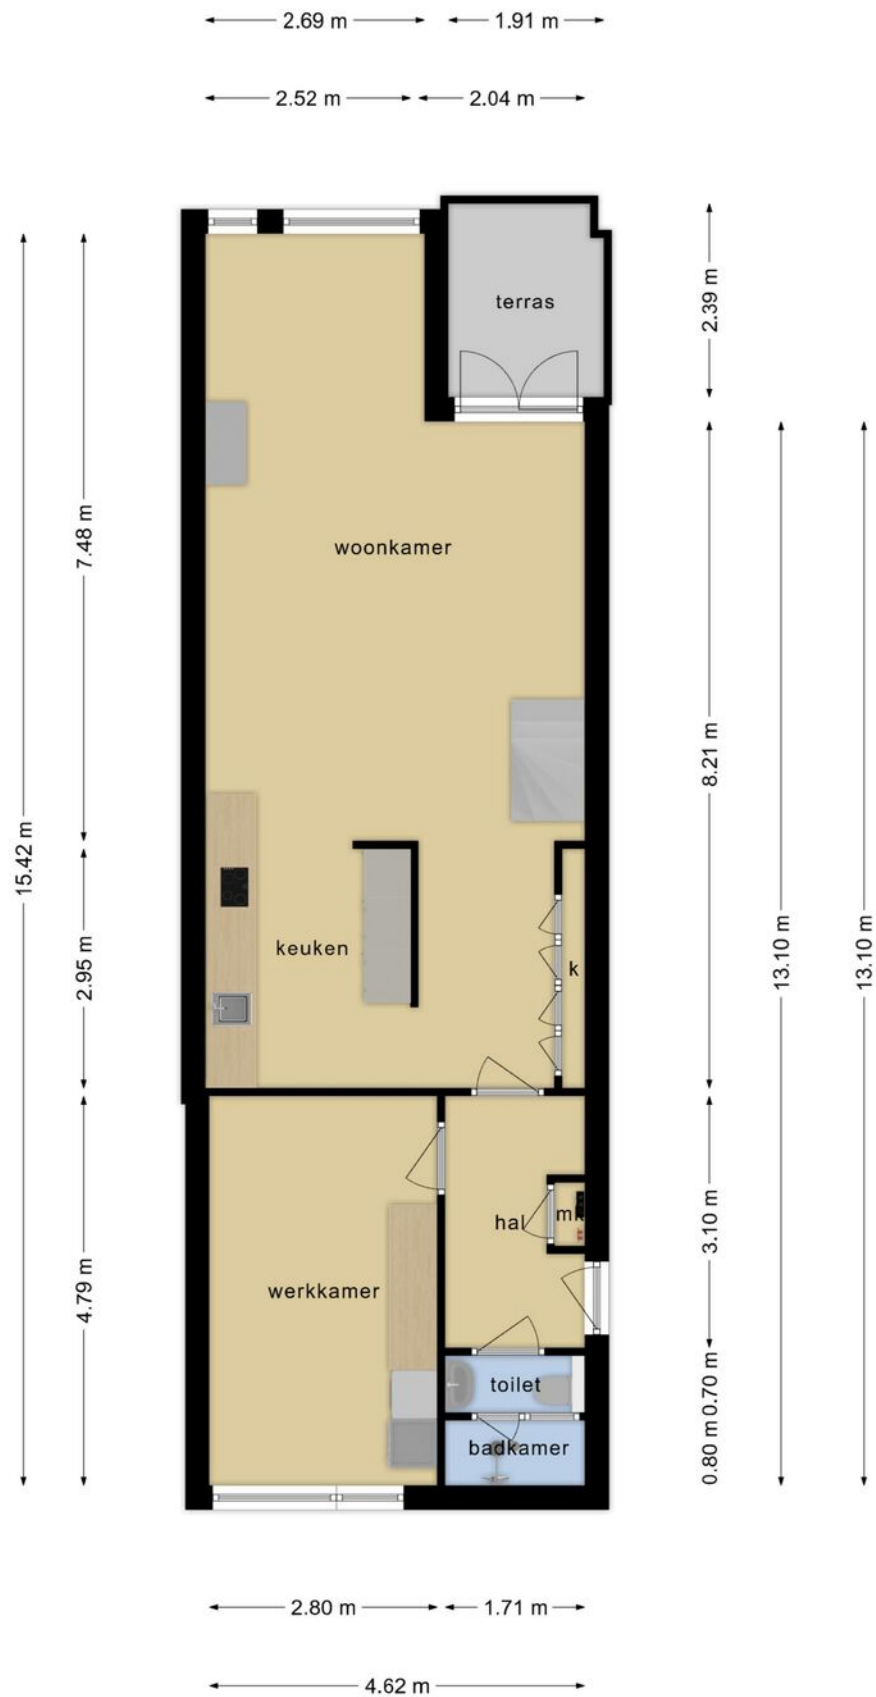 2.69 m 1.91 m
2.52 m 2.04 m
terras
2.39 m
woonkamer
7.48 m
8.21 m
15.42 m
keuken
k
2.95 m
13.10 m
13.10 m
hal
mk
3.10 m
werkkamer
4.79 m
toilet
0.70 m
badkamer
0.80 m
2.80 m 1.71 m
4.62 m